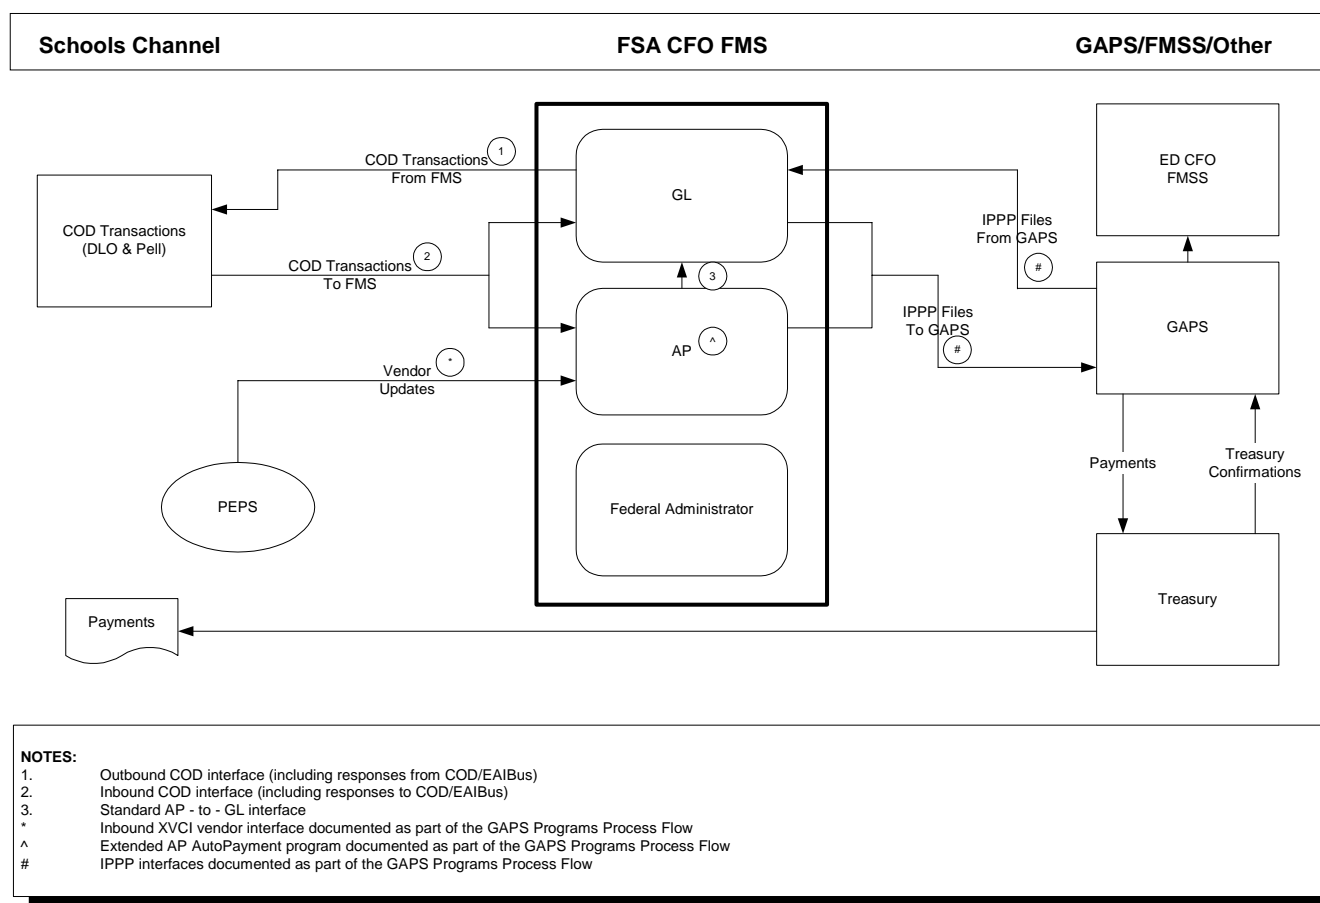 Schools Channel
FSA CFO FMS
GAPS/FMSS/Other
COD Transactions
From FMS
1
GL
ED CFO
FMSS
COD Transactions
(DLO & Pell)
IPPP Files
From GAPS
#
COD Transactions
To FMS
2
3
IPPP Files
To GAPS
#
GAPS
AP
^
Vendor
Updates
*
Payments
Treasury
Confirmations
PEPS
Federal Administrator
Treasury
Payments
NOTES:
1. Outbound COD interface (including responses from COD/EAIBus)
2. Inbound COD interface (including responses to COD/EAIBus)
3. Standard AP - to - GL interface
* Inbound XVCI vendor interface documented as part of the GAPS Programs Process Flow
^ Extended AP AutoPayment program documented as part of the GAPS Programs Process Flow
# IPPP interfaces documented as part of the GAPS Programs Process Flow